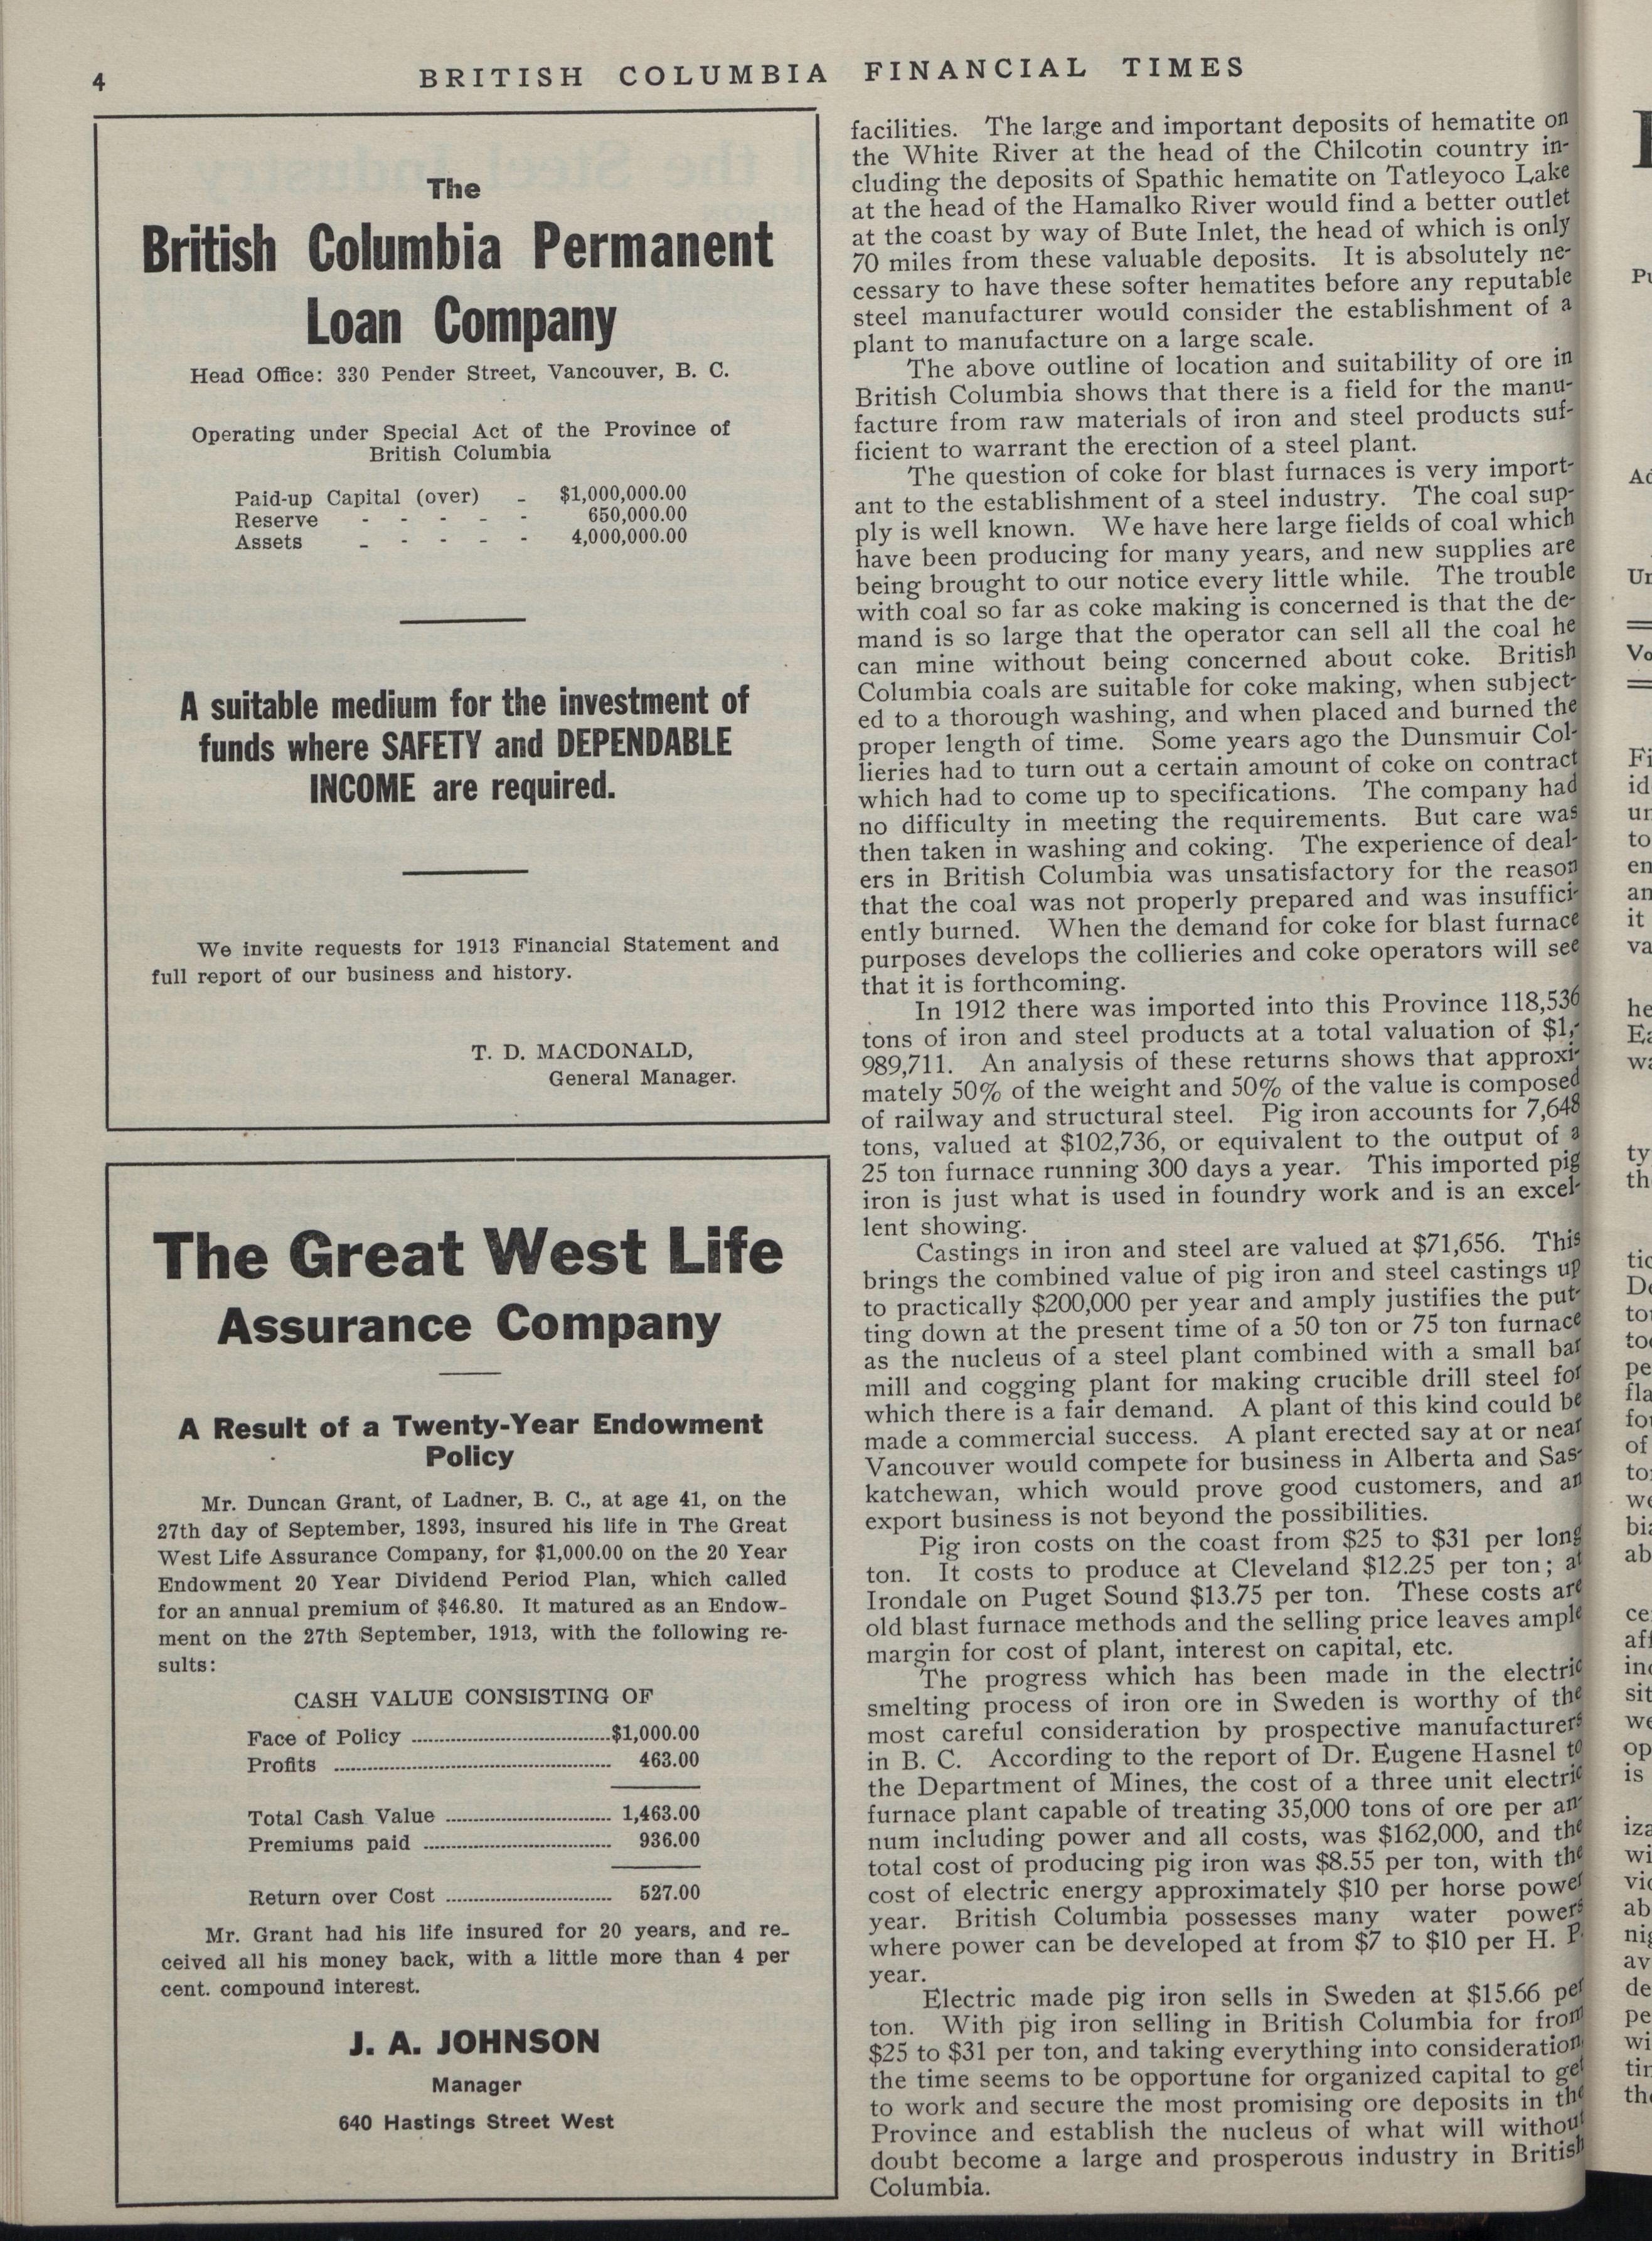 4
BRITISH COLUMBIA FINANCIAL TIMES
The
British Columbia Permanent
Loan Company
Head Office: 330 Pender Street, Vancouver, B. C.
Operating under Special Act of the Province of
British Columbia
Paid-up Capital (over) - $1,000,000.00
Reserve - - - - - 650,000.00
Assets - - - - - 4,000,000.00
A suitable medium for the investment of
funds where SAFETY and DEPENDABLE
INCOME are required.
We invite requests for 1913 Financial Statement and
full report of our business and history.
T. D. MACDONALD,
General Manager.
The Great West Life
Assurance Company
A Result of a Twenty-Year Endowment
Policy
Mr. Duncan Grant, of Ladner, B. C., at age 41, on the
27th day of September, 1893, insured his life in The Great
West Life Assurance Company, for $1,000.00 on the 20 Year
Endowment 20 Year Dividend Period Plan, which called
for an annual premium of $46.80. It matured as an Endow-
ment on the 27th September, 1913, with the following re-
sults:
CASH VALUE CONSISTING OF
Face of Policy ........ $1,000.00
Profits ........ 463.00
Total Cash Value ........ 1,463.00
Premiums paid ........ 936.00
Return over Cost ........ 527.00
Mr. Grant had his life insured for 20 years, and re-
ceived all his money back, with a little more than 4 per
cent. compound interest.
J. A. JOHNSON
Manager
640 Hastings Street West
facilities. The large and important deposits of hematite on
the White River at the head of the Chilcotin country in-
cluding the deposits of Spathic hematite on Tatleyoco Lake
at the head of the Hamalko River would find a better outlet
at the coast by way of Bute Inlet, the head of which is only
70 miles from these valuable deposits. It is absolutely ne-
cessary to have these softer hematites before any reputable
steel manufacturer would consider the establishment of a
plant to manufacture on a large scale.
The above outline of location and suitability of ore in
British Columbia shows that there is a field for the manu-
facture from raw materials of iron and steel products suf-
ficient to warrant the erection of a steel plant.
The question of coke for blast furnaces is very import-
ant to the establishment of a steel industry. The coal sup-
ply is well known. We have here large fields of coal which
have been producing for many years, and new supplies are
being brought to our notice every little while. The trouble
with coal so far as coke making is concerned is that the de-
mand is so large that the operator can sell all the coal he
can mine without being concerned about coke. British
Columbia coals are suitable for coke making, when subject-
ed to a thorough washing, and when placed and burned the
proper length of time. Some years ago the Dunsmuir Col-
lieries had to turn out a certain amount of coke on contract
which had to come up to specifications. The company had
no difficulty in meeting the requirements. But care was
then taken in washing and coking. The experience of deal-
ers in British Columbia was unsatisfactory for the reason
that the coal was not properly prepared and was insuffici-
ently burned. When the demand for coke for blast furnace
purposes develops the collieries and coke operators will see
that it is forthcoming.
In 1912 there was imported into this Province 118,536
tons of iron and steel products at a total valuation of $1,-
989,711. An analysis of these returns shows that approxi-
mately 50% of the weight and 50% of the value is composed
of railway and structural steel. Pig iron accounts for 7,648
tons, valued at $102,736, or equivalent to the output of a
25 ton furnace running 300 days a year. This imported pig
iron is just what is used in foundry work and is an excel-
lent showing.
Castings in iron and steel are valued at $71,656. This
brings the combined value of pig iron and steel castings up
to practically $200,000 per year and amply justifies the put-
ting down at the present time of a 50 ton or 75 ton furnace
as the nucleus of a steel plant combined with a small bar
mill and cogging plant for making crucible drill steel for
which there is a fair demand. A plant of this kind could be
made a commercial success. A plant erected say at or near
Vancouver would compete for business in Alberta and Sas-
katchewan, which would prove good customers, and an
export business is not beyond the possibilities.
Pig iron costs on the coast from $25 to $31 per long
ton. It costs to produce at Cleveland $12.25 per ton; at
Irondale on Puget Sound $13.75 per ton. These costs are
old blast furnace methods and the selling price leaves ample
margin for cost of plant, interest on capital, etc.
The progress which has been made in the electric
smelting process of iron ore in Sweden is worthy of the
most careful consideration by prospective manufacturers
in B. C. According to the report of Dr. Eugene Hasnel to
the Department of Mines, the cost of a three unit electric
furnace plant capable of treating 35,000 tons of ore per an-
num including power and all costs, was $162,000, and the
total cost of producing pig iron was $8.55 per ton, with the
cost of electric energy approximately $10 per horse power
year. British Columbia possesses many water powers
where power can be developed at from $7 to $10 per H. P.
year.
Electric made pig iron sells in Sweden at $15.66 per
ton. With pig iron selling in British Columbia for from
$25 to $31 per ton, and taking everything into consideration,
the time seems to be opportune for organized capital to get
to work and secure the most promising ore deposits in the
Province and establish the nucleus of what will without
doubt become a large and prosperous industry in British
Columbia.